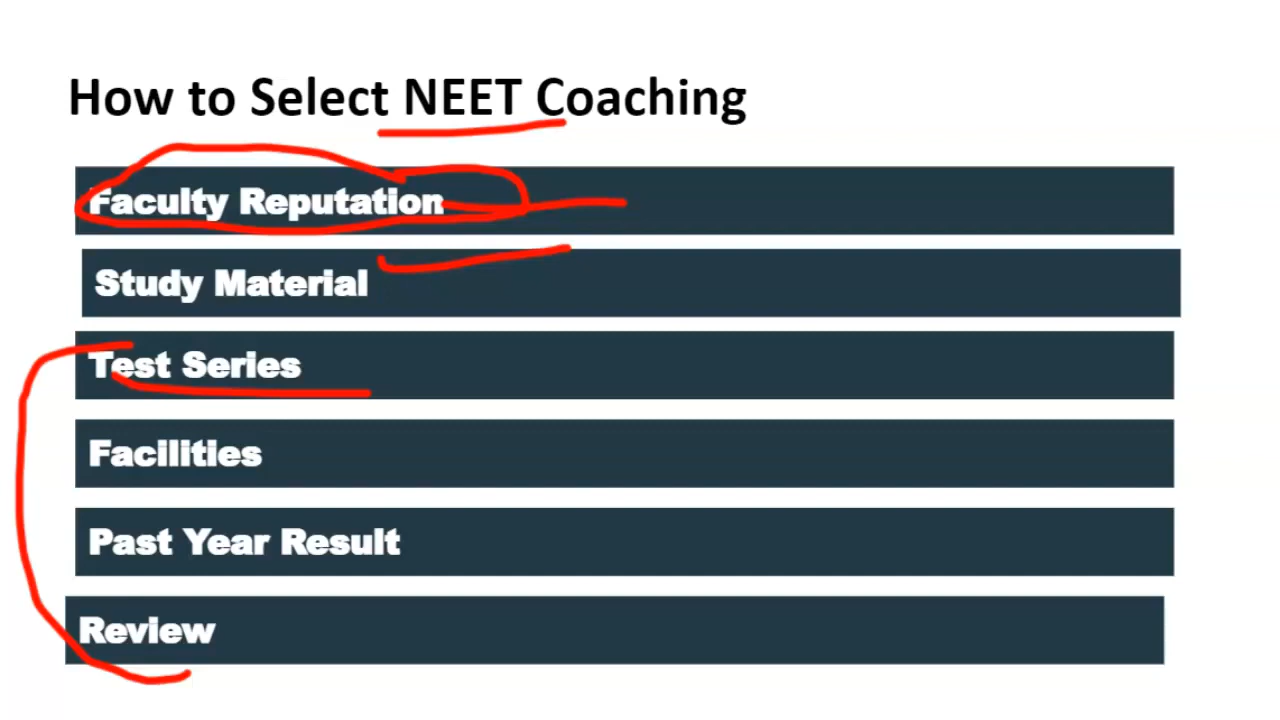 How to Select NEET Coaching
Faculty Reputation
Study Material
Test Series
Facilities
Past Year Result
Review